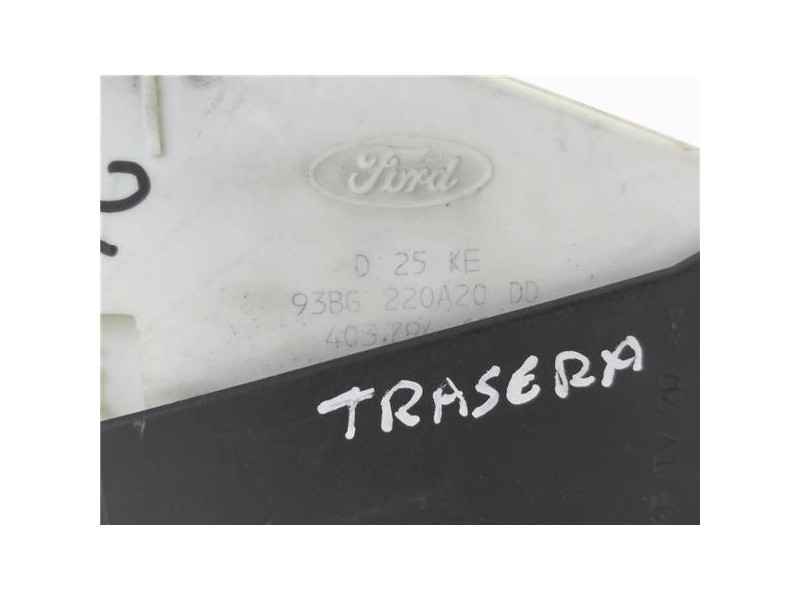 Ford
D 25 KE
93BG 220A20 DD
TRASERA